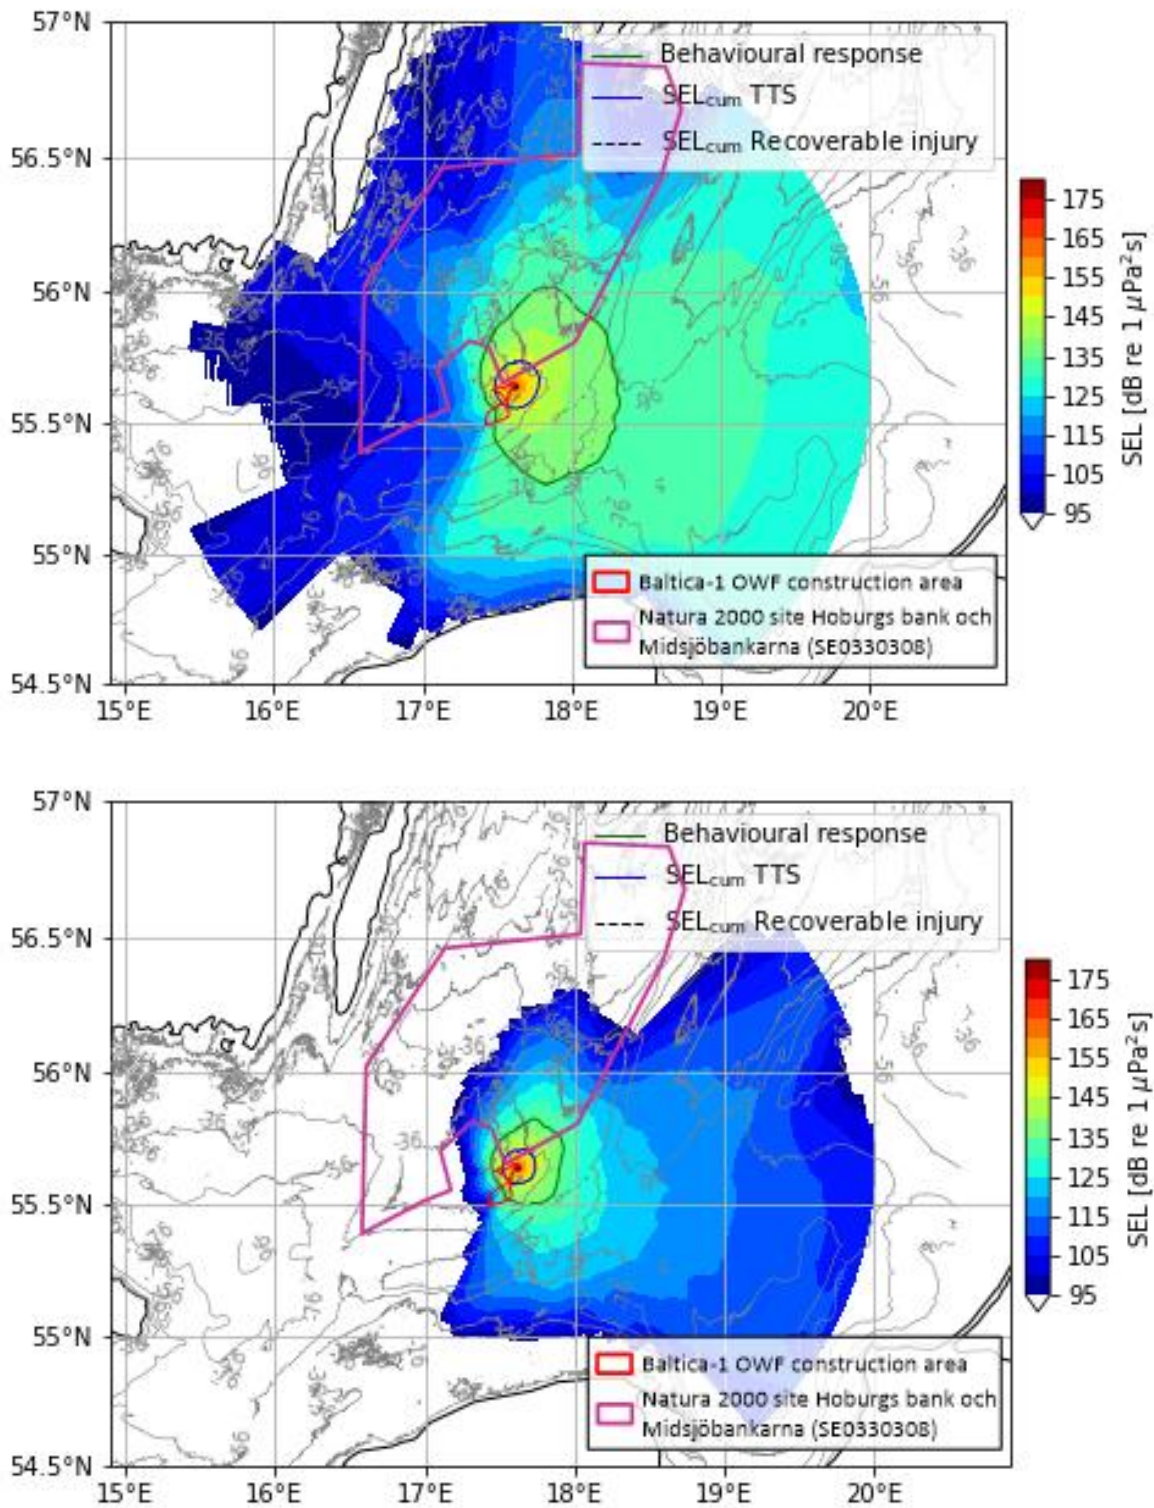 57°N
Behavioural response
SELcum TTS
56.5°N
SELcum Recoverable injury
175
165
56°N
155
145
135
55.5°N
125
115
105
95
SEL [dB re 1 µPa²s]
55°N
Baltica-1 OWF construction area
Natura 2000 site Hoburgs bank och
Midsjöbankarna (SE0330308)
54.5°N
15°E 16°E 17°E 18°E 19°E 20°E
57°N
Behavioural response
SELcum TTS
56.5°N
SELcum Recoverable injury
175
165
56°N
155
145
135
55.5°N
125
115
105
95
SEL [dB re 1 µPa²s]
55°N
Baltica-1 OWF construction area
Natura 2000 site Hoburgs bank och
Midsjöbankarna (SE0330308)
54.5°N
15°E 16°E 17°E 18°E 19°E 20°E